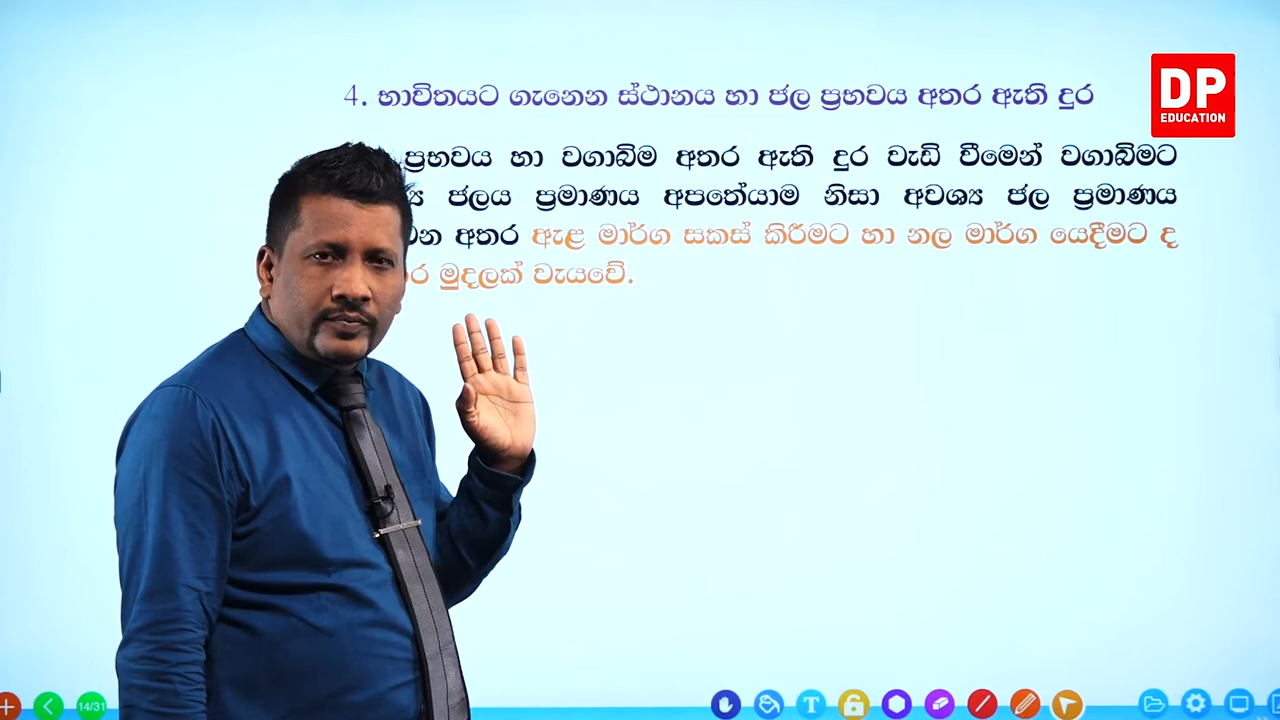 4. භාවිතයට ගැනෙන ස්ථානය හා ජල ප්‍රභවය අතර ඇති දුර
DP
EDUCATION
ප්‍රභවය හා වගාබිම අතර ඇති දුර වැඩි වීමෙන් වගාබිමට
ජලය ප්‍රමාණය අපතේයාම නිසා අවශ්‍ය ජල ප්‍රමාණය
අතර ඇළ මාර්ග සකස් කිරීමට හා නල මාර්ග යෙදීමට ද
මුදලක් වැයවේ.
14/31